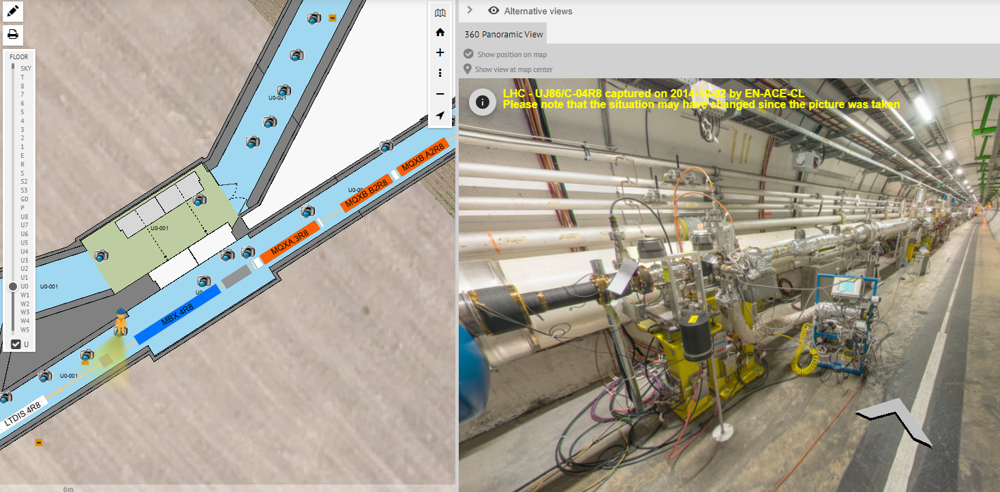 FLOOR
SKY
T
8
7
6
5
4
3
2
1
E
R
S
S2
S3
G0
P
U8
U7
U6
U5
U4
U3
U2
U1
U0
W1
W2
W3
W4
W5
U
U0-001
U0-00
MQXB.A2R8
MQXB.B2R8
U0-001
MQXA.3R8
U0-001
U0
MBX.4R8
U0-001
LTDIS.4R8
6m
Alternative views
360 Panoramic View
Show position on map
Show view at map center
LHC - UJ86/C-04R8 captured on 2014-10-02 by EN-ACE-CL
Please note that the situation may have changed since the picture was taken